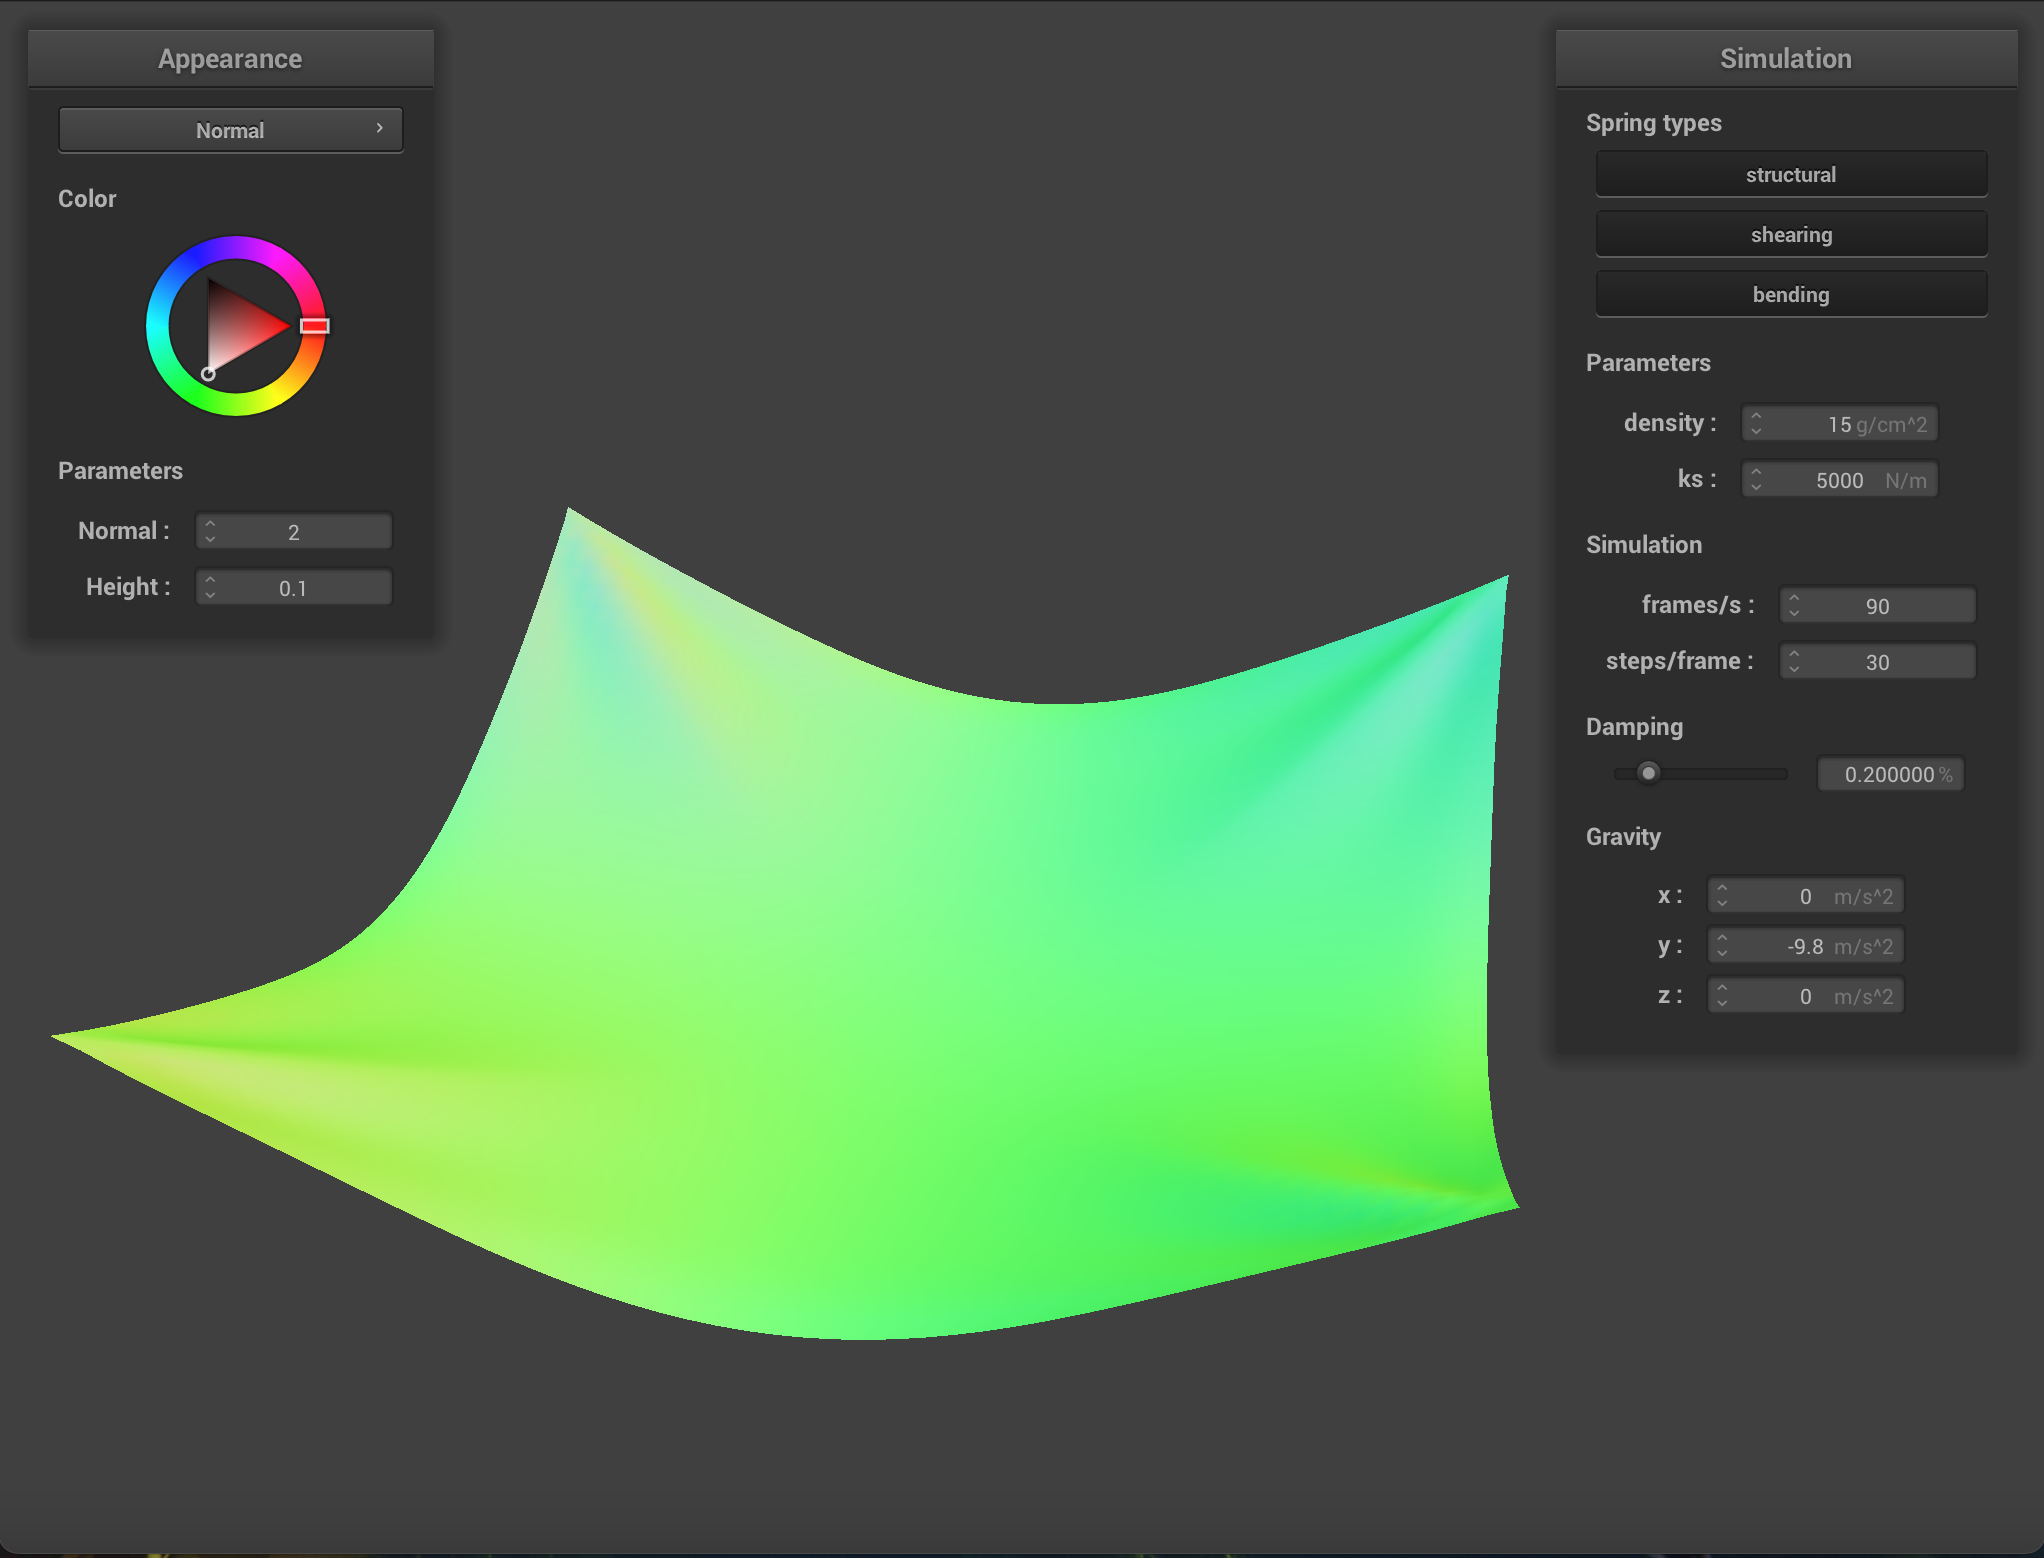 Appearance
Normal
Color
Parameters
Normal : 2
Height : 0.1
Simulation
Spring types
structural
shearing
bending
Parameters
density : 15 g/cm^2
ks : 5000 N/m
Simulation
frames/s : 90
steps/frame : 30
Damping
0.200000 %
Gravity
x : 0 m/s^2
y : -9.8 m/s^2
z : 0 m/s^2